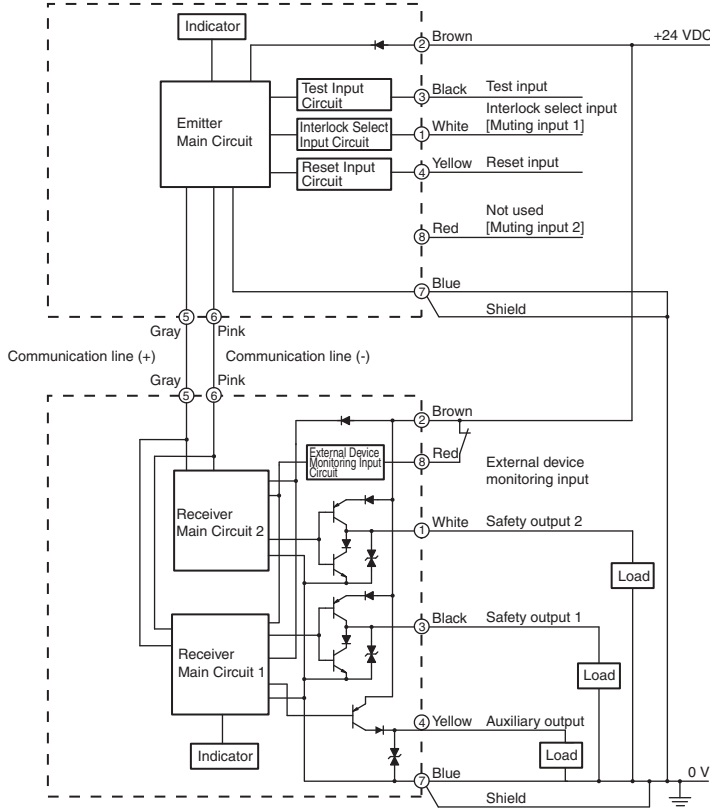 Indicator
2 Brown
+24 VDC
Emitter
Main Circuit
Test Input
Circuit
3 Black Test input
Interlock Select
Input Circuit
1 White Interlock select input
[Muting input 1]
Reset Input
Circuit
4 Yellow Reset input
8 Red Not used
[Muting input 2]
7 Blue
Shield
5 6
Gray Pink
Communication line (+) Communication line (-)
Gray Pink
5 6
2 Brown
External Device
Monitoring Input
Circuit
8 Red External device
monitoring input
Receiver
Main Circuit 2
1 White Safety output 2
Load
3 Black Safety output 1
Receiver
Main Circuit 1
Load
4 Yellow Auxiliary output
Indicator
Load
7 Blue
0 V
Shield